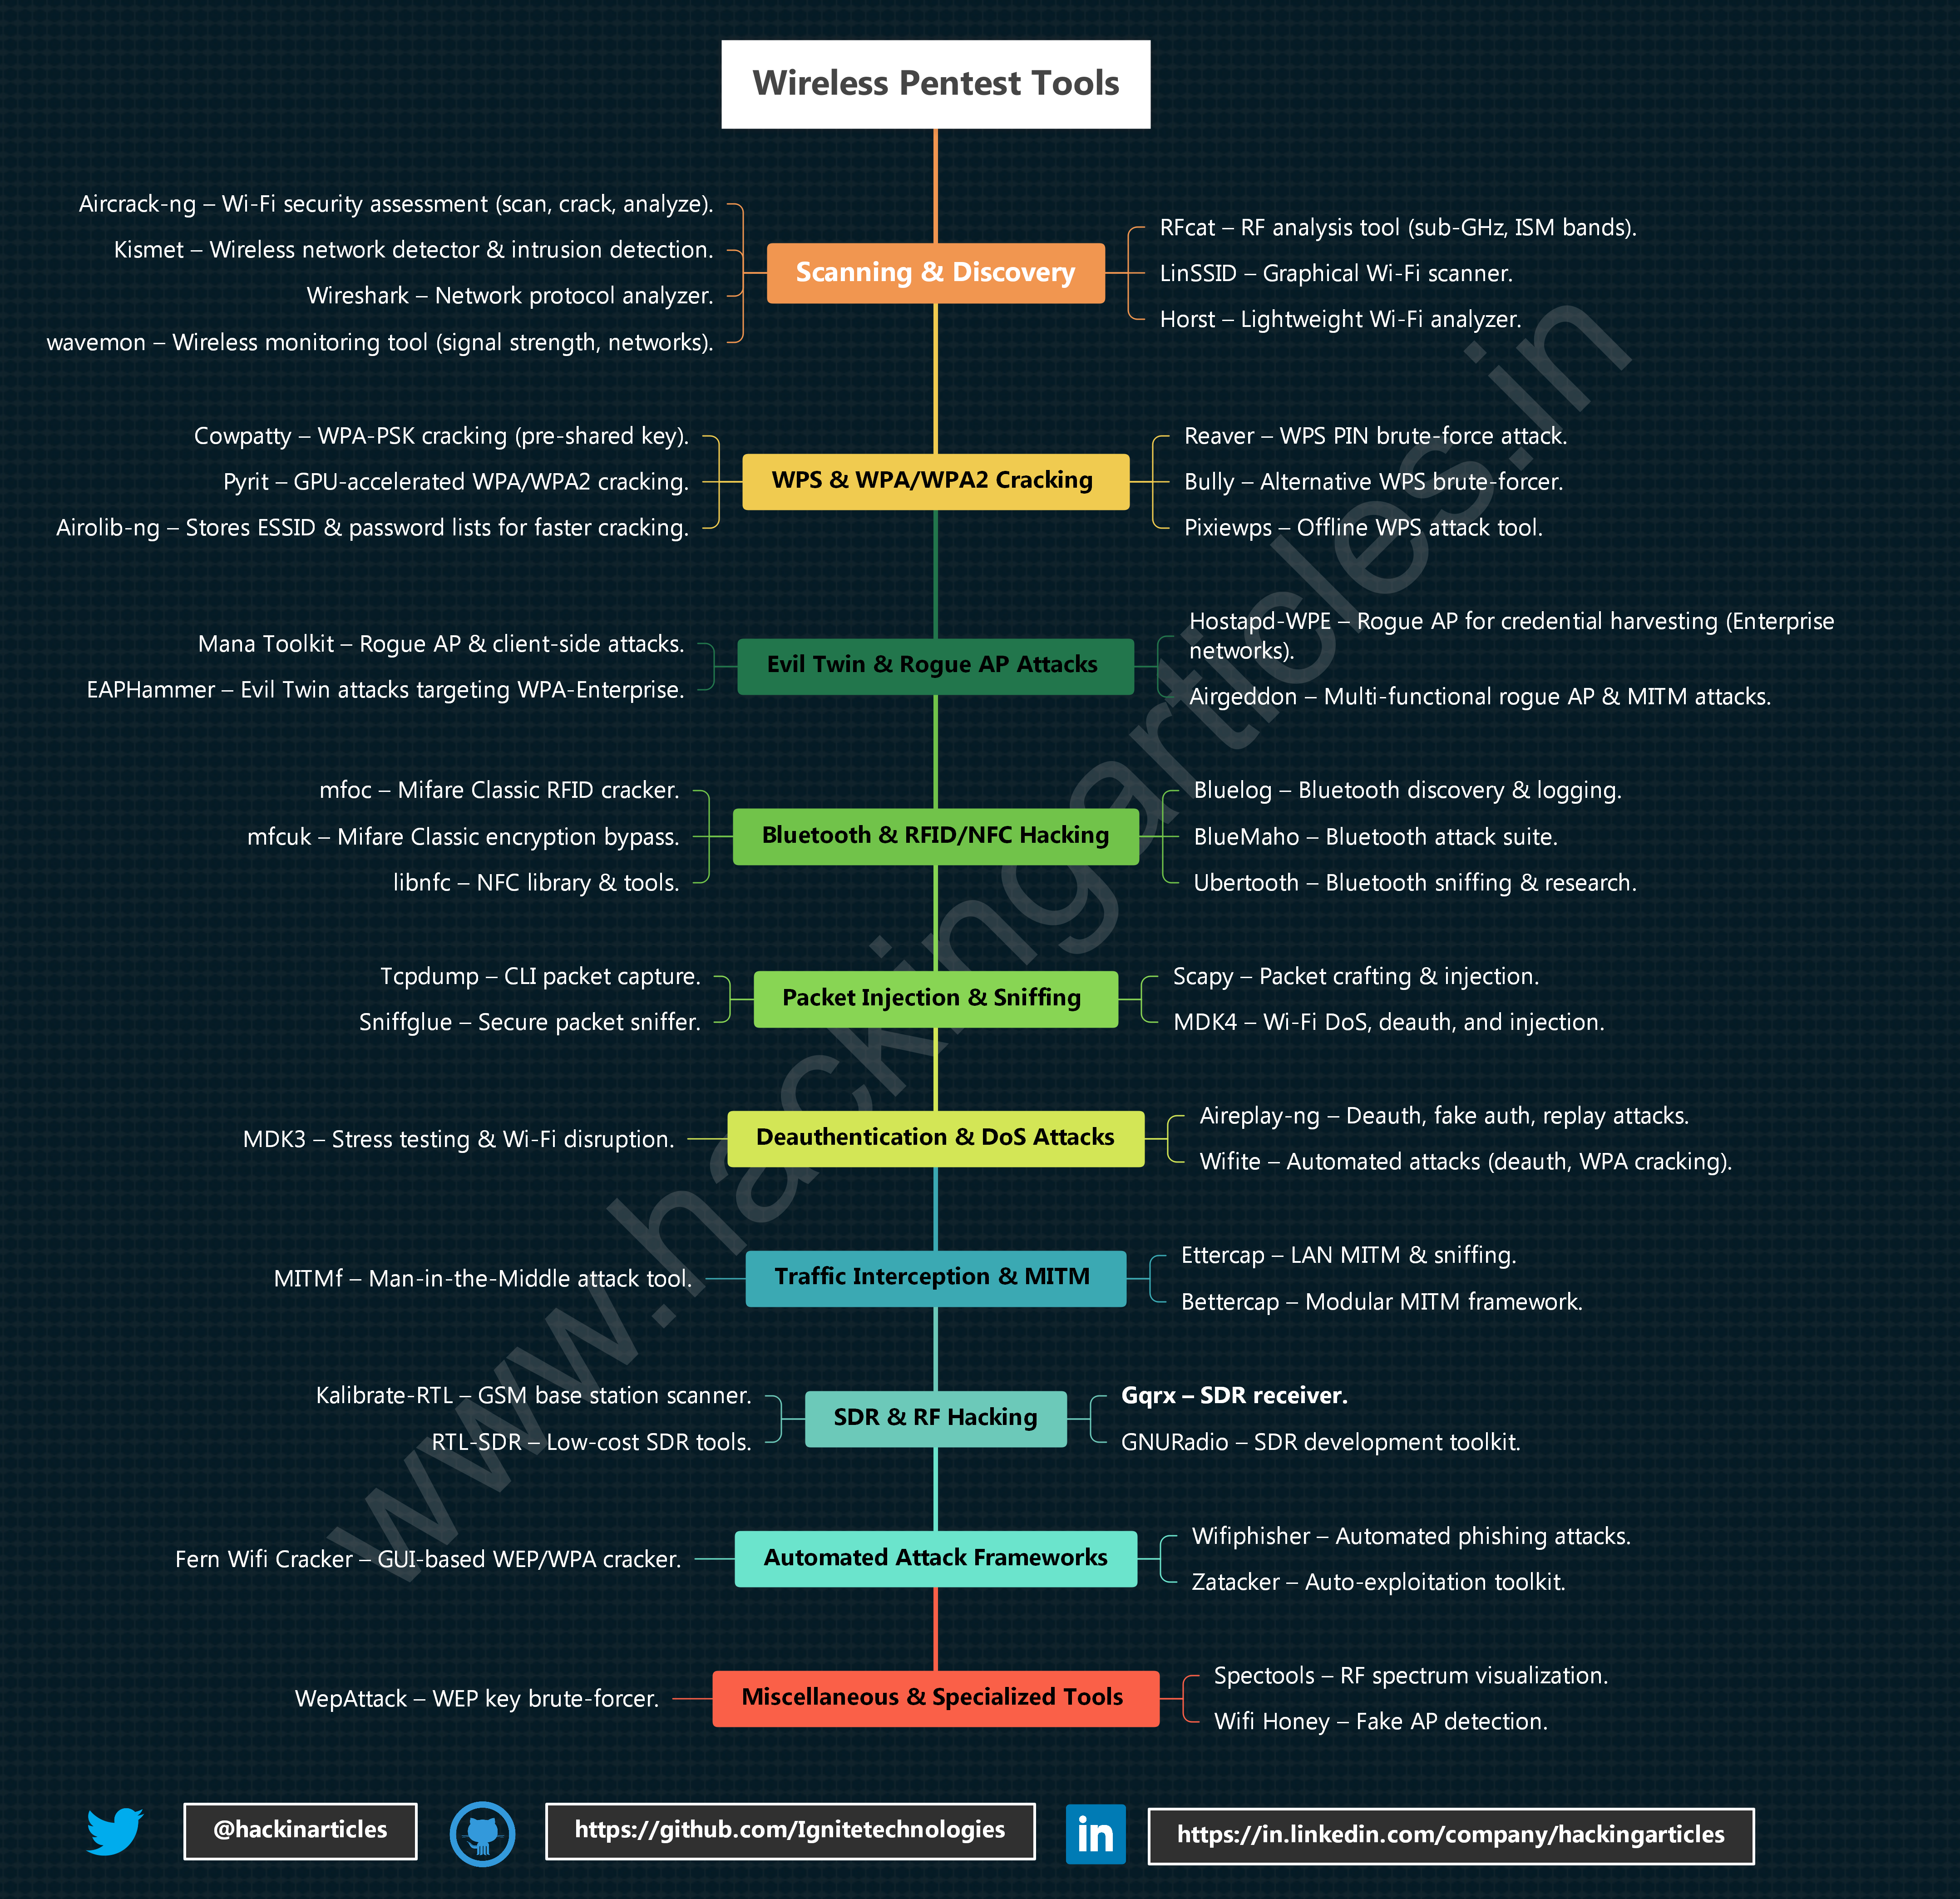 Wireless Pentest Tools
Aircrack-ng – Wi-Fi security assessment (scan, crack, analyze).
Kismet – Wireless network detector & intrusion detection.
Wireshark – Network protocol analyzer.
wavemon – Wireless monitoring tool (signal strength, networks).
Scanning & Discovery
RFcat – RF analysis tool (sub-GHz, ISM bands).
LinSSID – Graphical Wi-Fi scanner.
Horst – Lightweight Wi-Fi analyzer.
Cowpatty – WPA-PSK cracking (pre-shared key).
Pyrit – GPU-accelerated WPA/WPA2 cracking.
Airolib-ng – Stores ESSID & password lists for faster cracking.
WPS & WPA/WPA2 Cracking
Reaver – WPS PIN brute-force attack.
Bully – Alternative WPS brute-forcer.
Pixiewps – Offline WPS attack tool.
Mana Toolkit – Rogue AP & client-side attacks.
EAPHammer – Evil Twin attacks targeting WPA-Enterprise.
Evil Twin & Rogue AP Attacks
Hostapd-WPE – Rogue AP for credential harvesting (Enterprise
networks).
Airgeddon – Multi-functional rogue AP & MITM attacks.
mfoc – Mifare Classic RFID cracker.
mfcuk – Mifare Classic encryption bypass.
libnfc – NFC library & tools.
Bluetooth & RFID/NFC Hacking
Bluelog – Bluetooth discovery & logging.
BlueMaho – Bluetooth attack suite.
Ubertooth – Bluetooth sniffing & research.
Tcpdump – CLI packet capture.
Sniffglue – Secure packet sniffer.
Packet Injection & Sniffing
Scapy – Packet crafting & injection.
MDK4 – Wi-Fi DoS, deauth, and injection.
MDK3 – Stress testing & Wi-Fi disruption.
Deauthentication & DoS Attacks
Aireplay-ng – Deauth, fake auth, replay attacks.
Wifite – Automated attacks (deauth, WPA cracking).
MITMf – Man-in-the-Middle attack tool.
Traffic Interception & MITM
Ettercap – LAN MITM & sniffing.
Bettercap – Modular MITM framework.
Kalibrate-RTL – GSM base station scanner.
RTL-SDR – Low-cost SDR tools.
SDR & RF Hacking
Gqrx – SDR receiver.
GNURadio – SDR development toolkit.
Fern Wifi Cracker – GUI-based WEP/WPA cracker.
Automated Attack Frameworks
Wifiphisher – Automated phishing attacks.
Zatacker – Auto-exploitation toolkit.
WepAttack – WEP key brute-forcer.
Miscellaneous & Specialized Tools
Spectools – RF spectrum visualization.
Wifi Honey – Fake AP detection.
www.hackingarticles.in
@hackinarticles
https://github.com/Ignitetechnologies
in
https://in.linkedin.com/company/hackingarticles